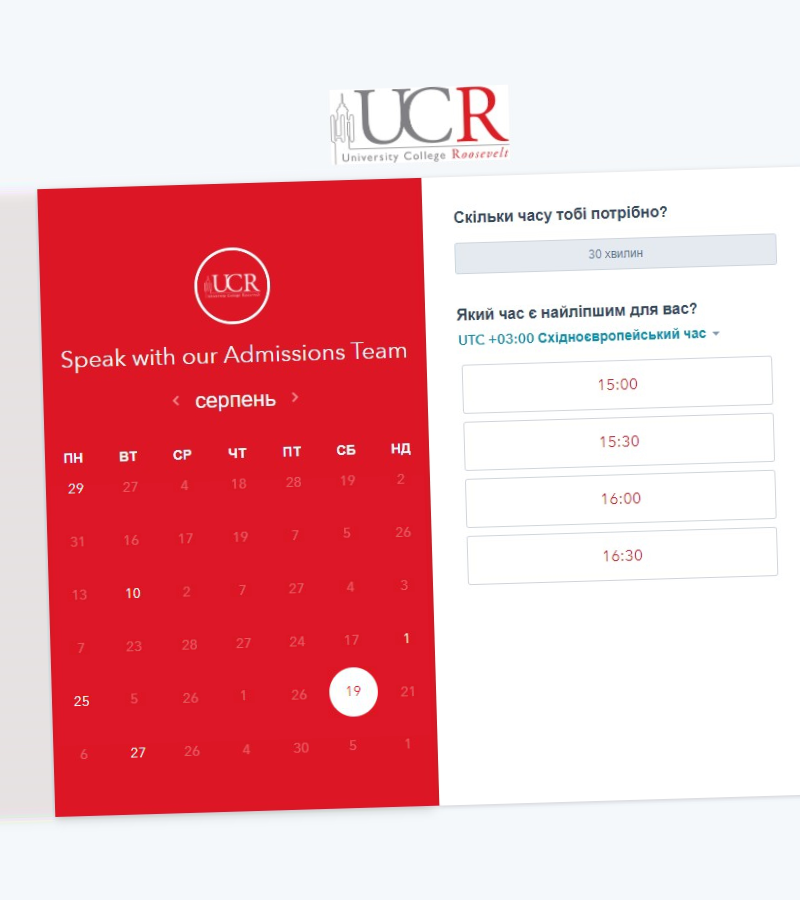 UCR
University College Roosevelt
UCR
Speak with our Admissions Team
серпень
ПН ВТ СР ЧТ ПТ СБ НД
29 27 4 18 28 19 2
31 16 17 19 7 5 26
13 10 2 7 27 4 3
7 23 28 27 24 17 1
25 5 26 1 26 19 21
6 27 26 4 30 5 1
Скільки часу тобі потрібно?
30 хвилин
Який час є найліпшим для вас?
UTC +03:00 Східноєвропейський час
15:00
15:30
16:00
16:30